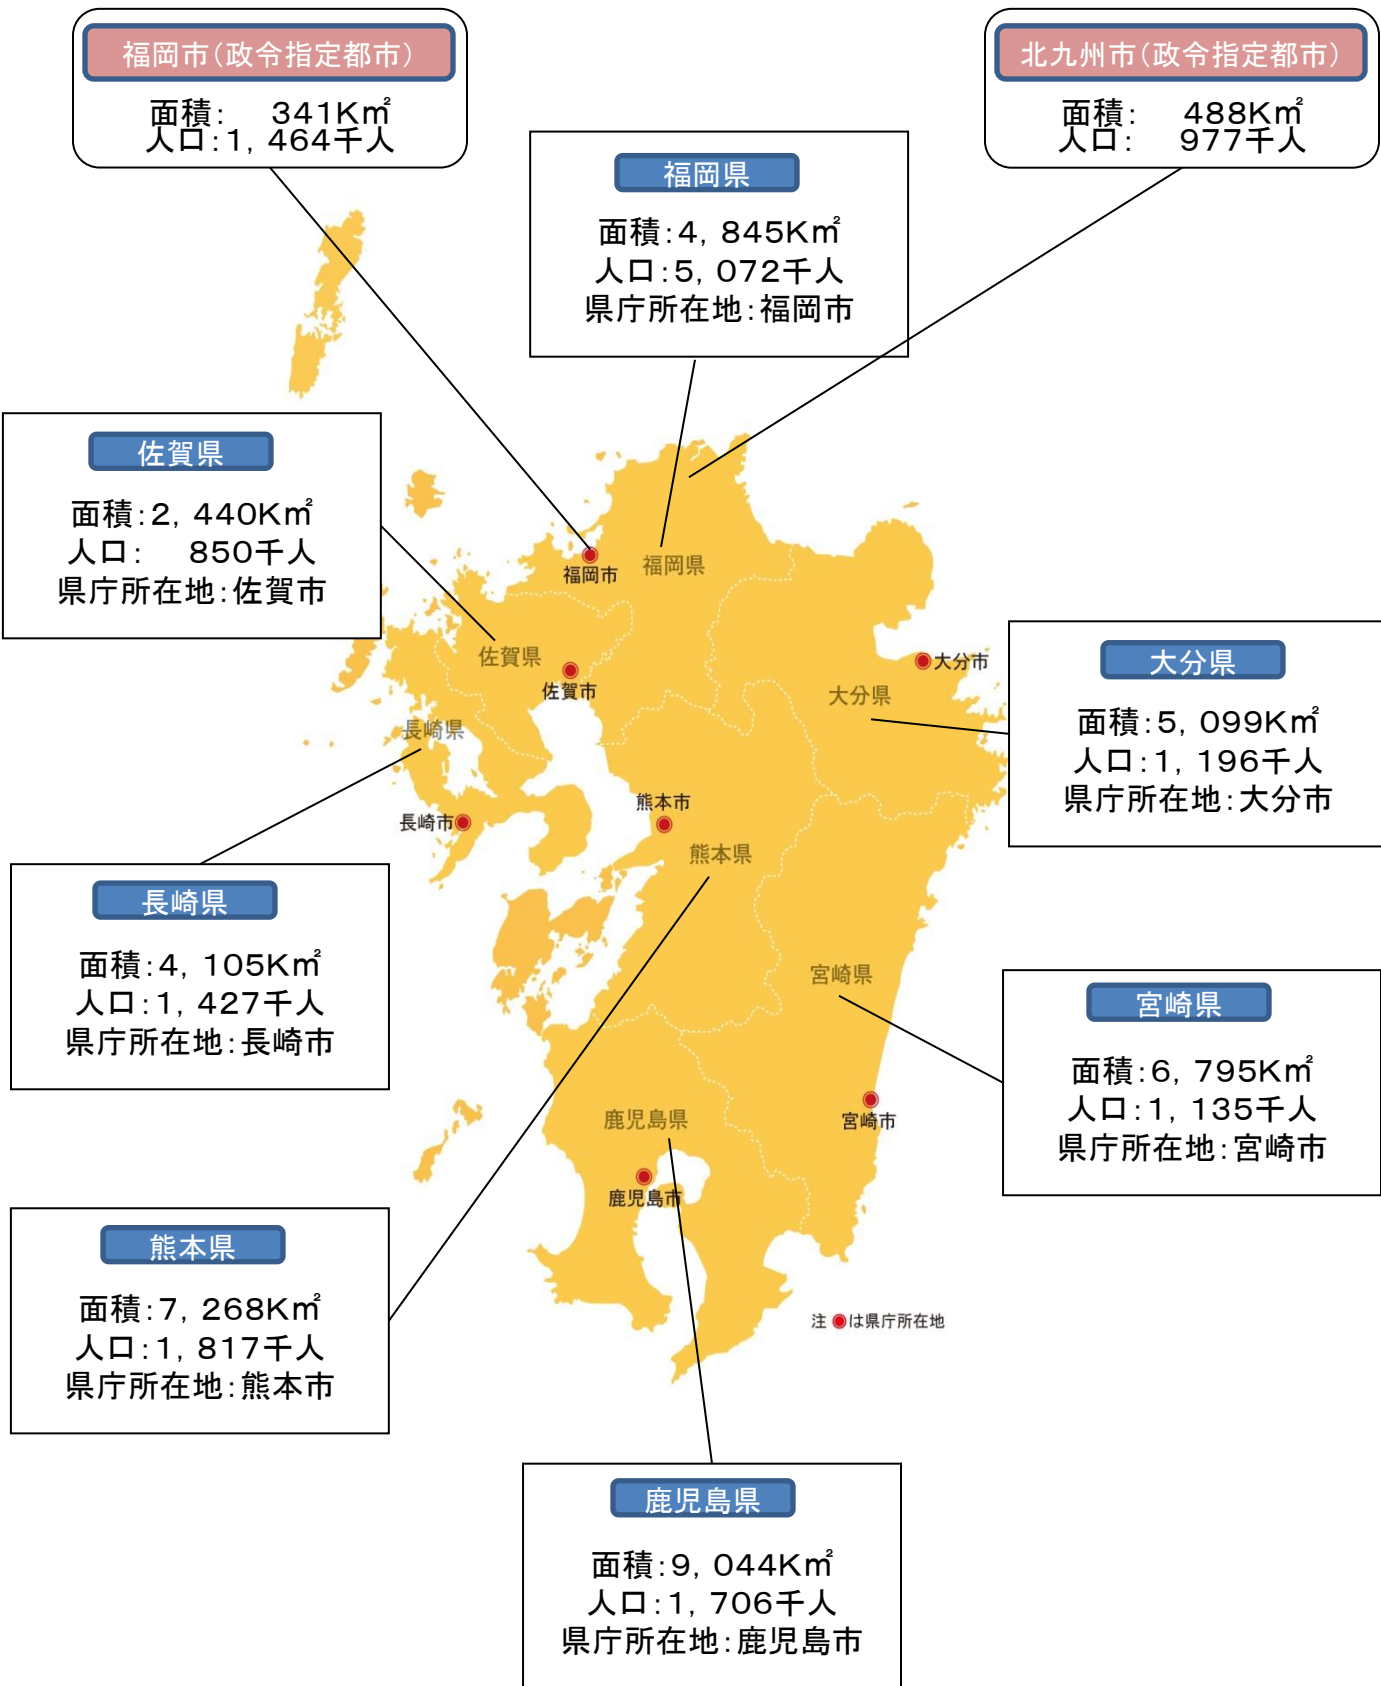 福岡市(政令指定都市)
面積:　341Km²
人口:1,464千人
北九州市(政令指定都市)
面積:　488Km²
人口:　977千人
福岡県
面積:4,845Km²
人口:5,072千人
県庁所在地:福岡市
佐賀県
面積:2,440Km²
人口:　850千人
県庁所在地:佐賀市
福岡市
福岡県
佐賀県
佐賀市
大分市
大分県
長崎県
長崎市
熊本市
熊本県
宮崎県
宮崎市
鹿児島県
鹿児島市
大分県
面積:5,099Km²
人口:1,196千人
県庁所在地:大分市
長崎県
面積:4,105Km²
人口:1,427千人
県庁所在地:長崎市
宮崎県
面積:6,795Km²
人口:1,135千人
県庁所在地:宮崎市
熊本県
面積:7,268Km²
人口:1,817千人
県庁所在地:熊本市
注 ◉は県庁所在地
鹿児島県
面積:9,044Km²
人口:1,706千人
県庁所在地:鹿児島市